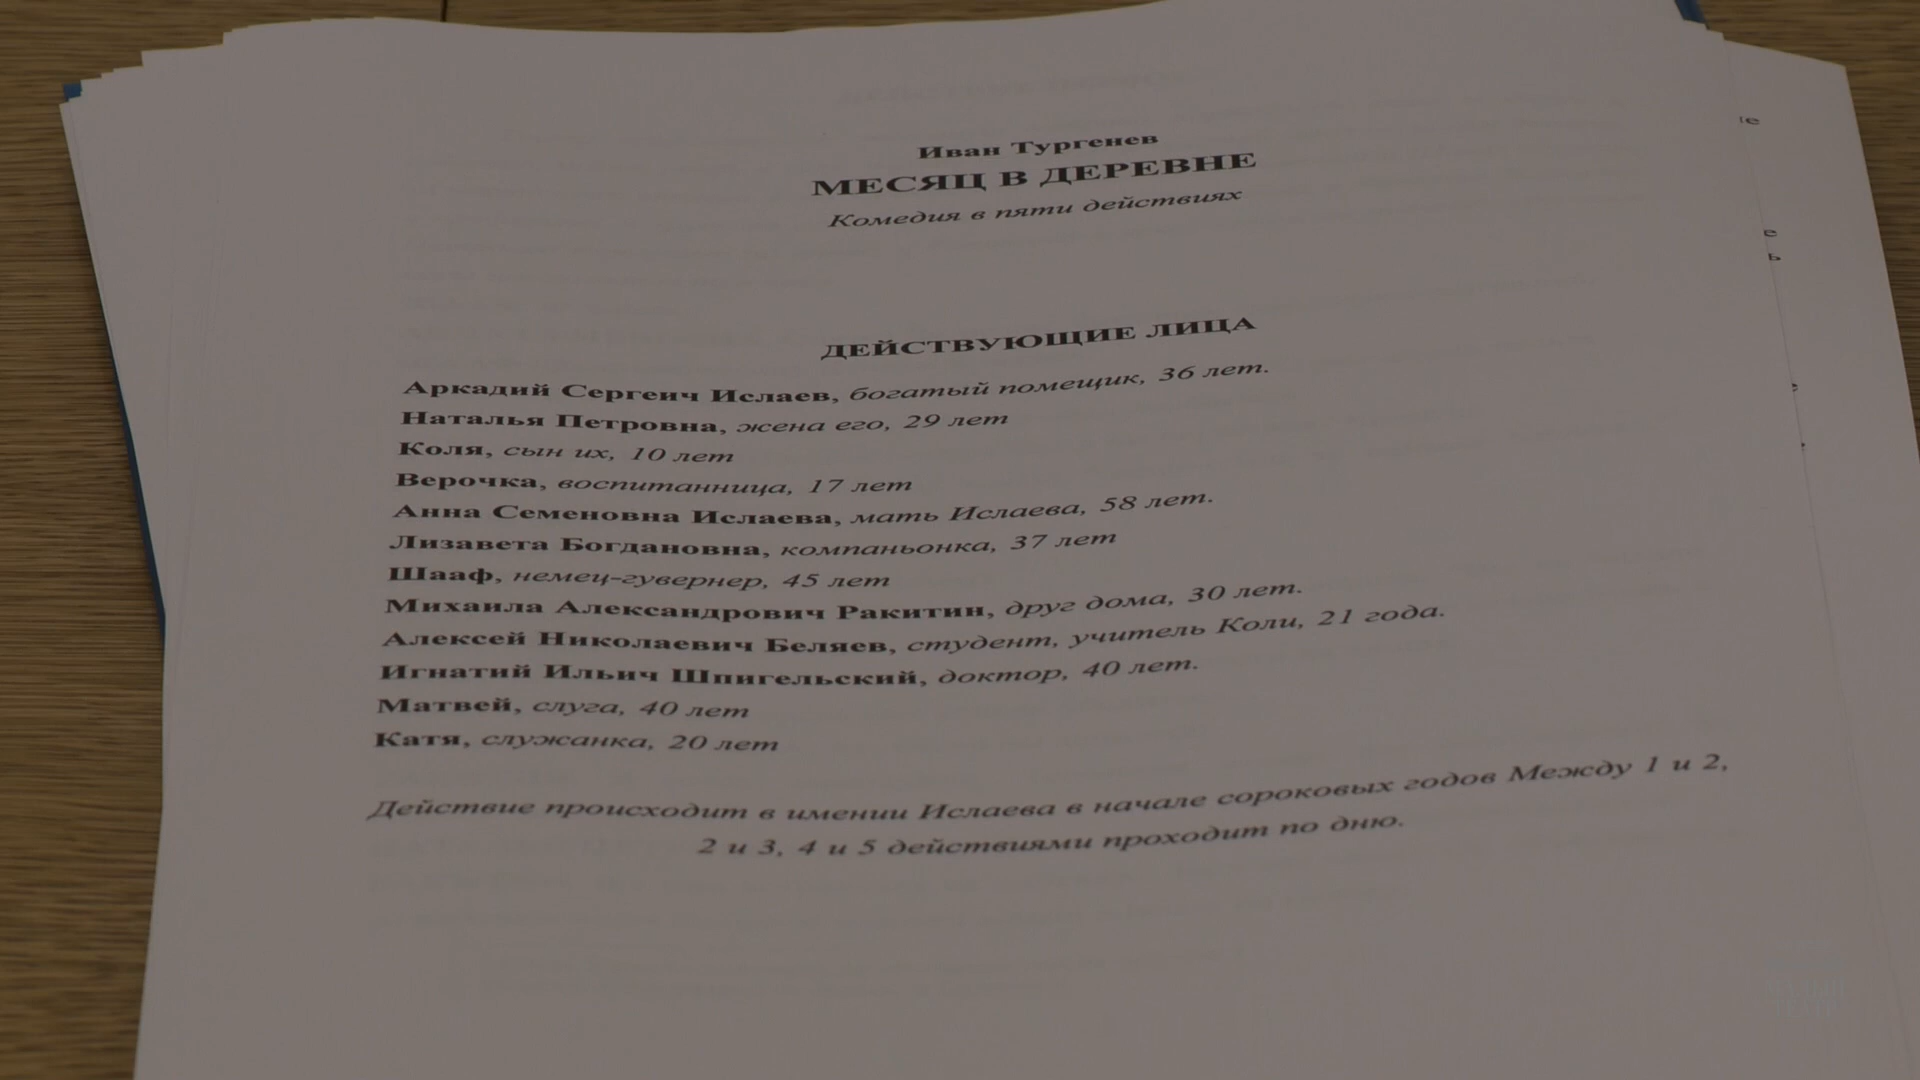 Иван Тургенев
МЕСЯЦ В ДЕРЕВНЕ
Комедия в пяти действиях
ДЕЙСТВУЮЩИЕ ЛИЦА
Аркадий Сергеич Ислаев, богатый помещик, 36 лет.
Наталья Петровна, жена его, 29 лет
Коля, сын их, 10 лет
Верочка, воспитанница, 17 лет
Анна Семеновна Ислаева, мать Ислаева, 58 лет.
Лизавета Богдановна, компаньонка, 37 лет
Шааф, немец-гувернер, 45 лет
Михаила Александрович Ракитин, друг дома, 30 лет.
Алексей Николаевич Беляев, студент, учитель Коли, 21 года.
Игнатий Ильич Шпигельский, доктор, 40 лет.
Матвей, слуга, 40 лет
Катя, служанка, 20 лет
Действие происходит в имении Ислаева в начале сороковых годов Между 1 и 2,
2 и 3, 4 и 5 действиями проходит по дню.